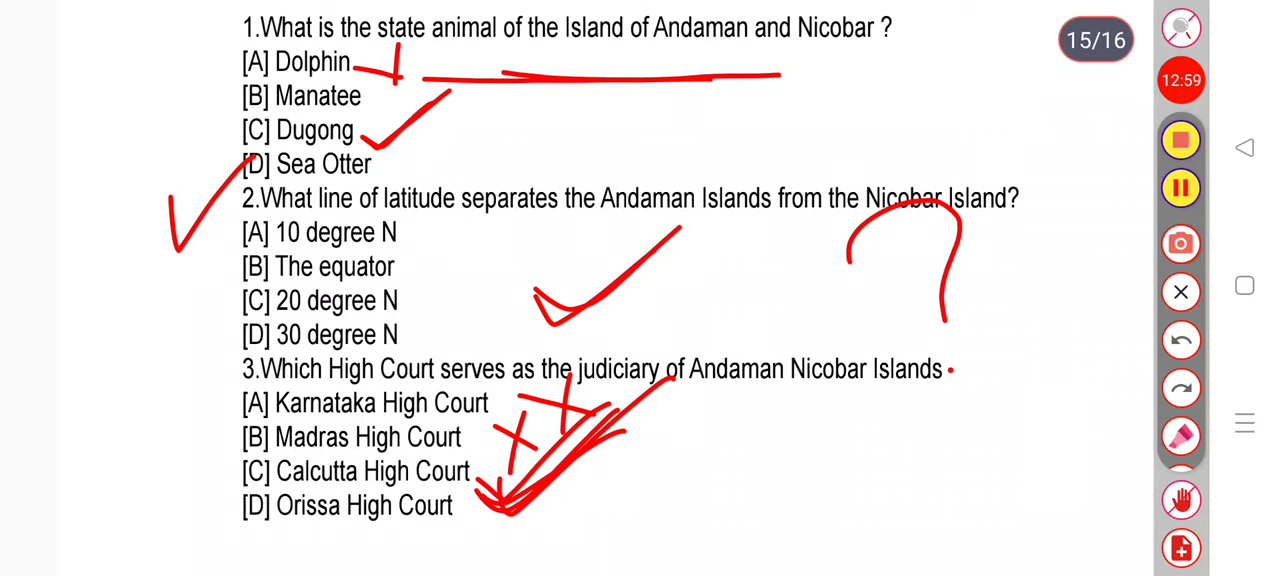 1.What is the state animal of the Island of Andaman and Nicobar ?
[A] Dolphin
[B] Manatee
[C] Dugong
[D] Sea Otter
2.What line of latitude separates the Andaman Islands from the Nicobar Island?
[A] 10 degree N
[B] The equator
[C] 20 degree N
[D] 30 degree N
3.Which High Court serves as the judiciary of Andaman Nicobar Islands
[A] Karnataka High Court
[B] Madras High Court
[C] Calcutta High Court
[D] Orissa High Court
15/16
12:59